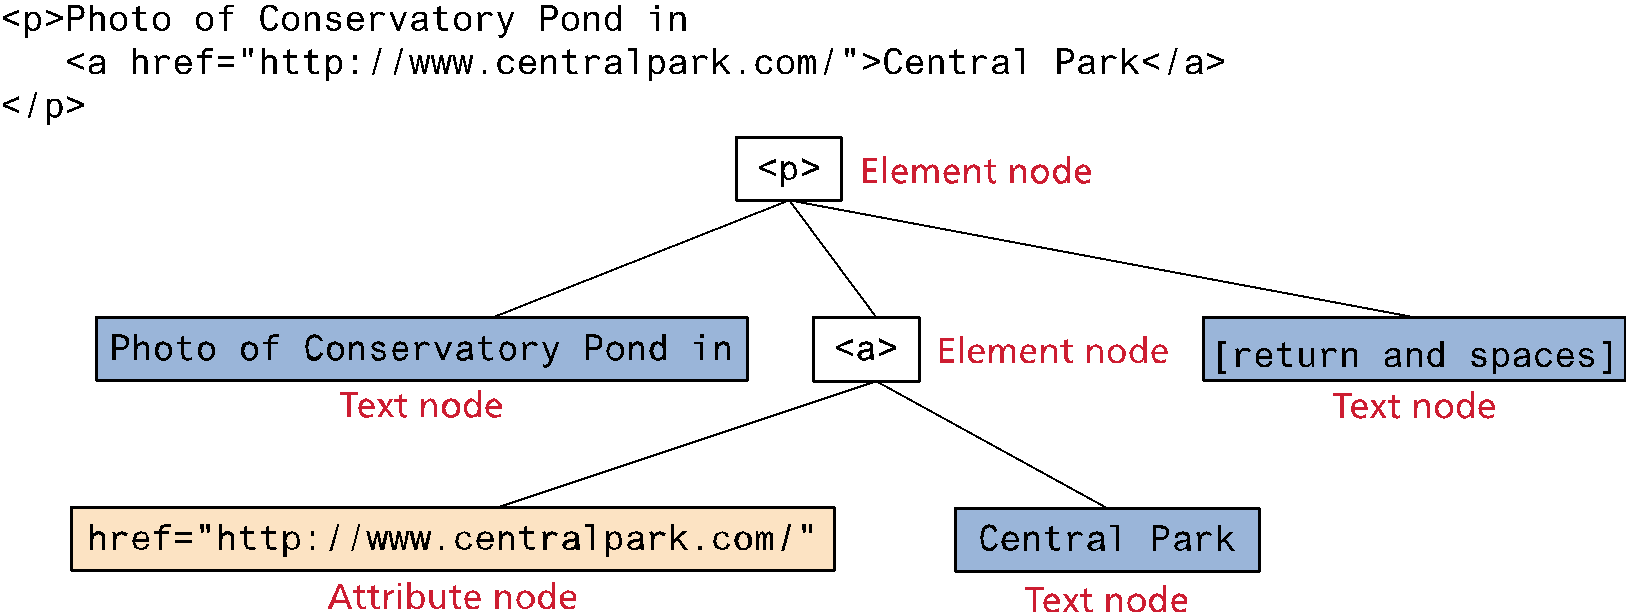 <p>Photo of Conservatory Pond in
   <a href="http://www.centralpark.com/">Central Park</a>
</p>
<p> Element node
Photo of Conservatory Pond in
Text node
<a> Element node
[return and spaces]
Text node
href="http://www.centralpark.com/"
Attribute node
Central Park
Text node